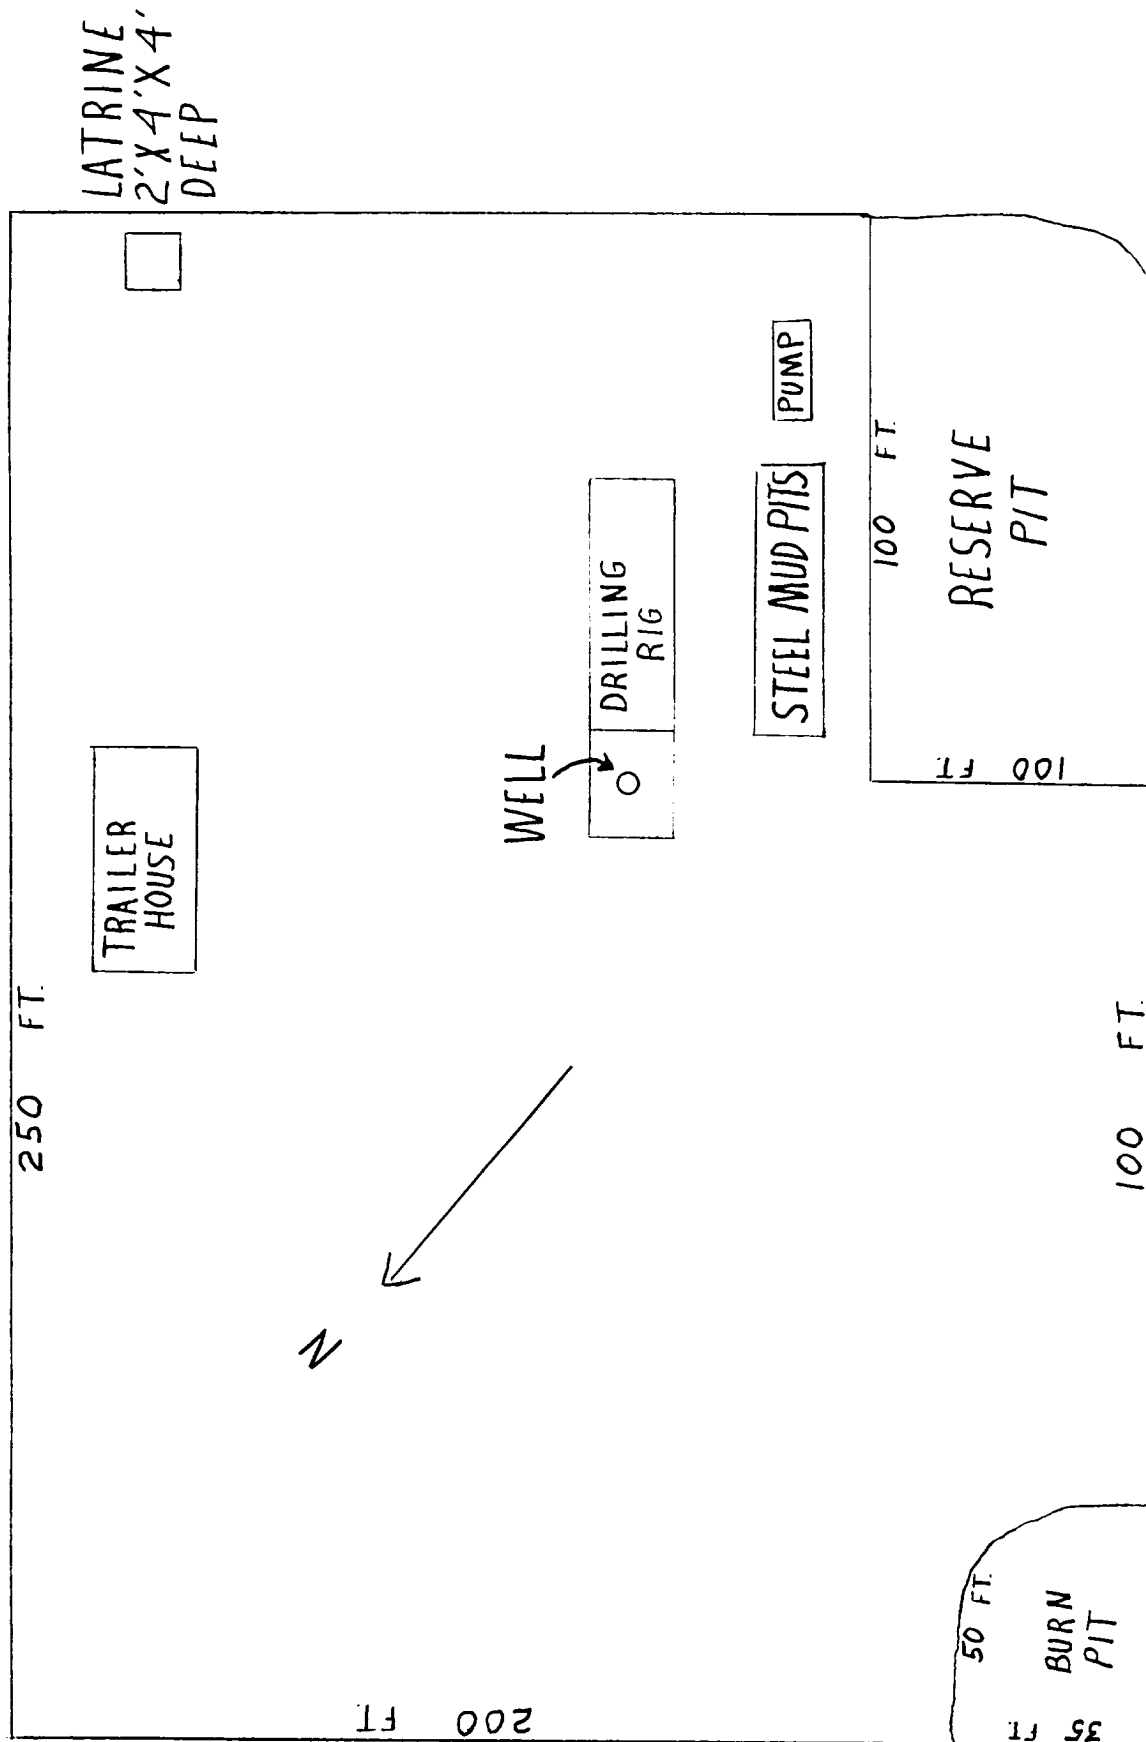 LATRINE
2'X4'X4'
DEEP
250 FT.
TRAILER
HOUSE
WELL
DRILLING
RIG
STEEL MUD PITS
PUMP
100 FT.
RESERVE
PIT
100 FT.
N
200 FT
100 FT.
50 FT.
BURN
PIT
35 FT.